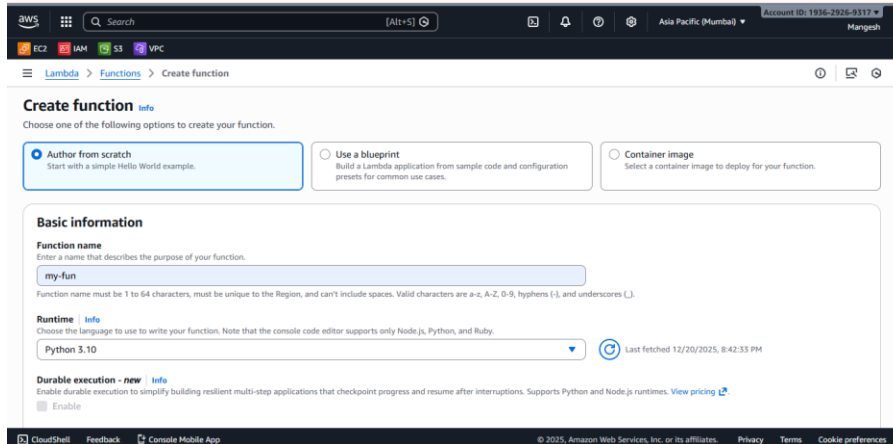 aws
Search
[Alt+S]
Asia Pacific (Mumbai)
Account ID: 1936-2926-9317
Mangesh
EC2 IAM S3 VPC
Lambda > Functions > Create function
Create function Info
Choose one of the following options to create your function.
Author from scratch
Start with a simple Hello World example.
Use a blueprint
Build a Lambda application from sample code and configuration
presets for common use cases.
Container image
Select a container image to deploy for your function.
Basic information
Function name
Enter a name that describes the purpose of your function.
my-fun
Function name must be 1 to 64 characters, must be unique to the Region, and can't include spaces. Valid characters are a-z, A-Z, 0-9, hyphens (-), and underscores (_).
Runtime | Info
Choose the language to use to write your function. Note that the console code editor supports only Node.js, Python, and Ruby.
Python 3.10
Last fetched 12/20/2025, 8:42:33 PM
Durable execution - new | Info
Enable durable execution to simplify building resilient multi-step applications that checkpoint progress and resume after interruptions. Supports Python and Node.js runtimes. View pricing
Enable
CloudShell Feedback Console Mobile App © 2025, Amazon Web Services, Inc. or its affiliates. Privacy Terms Cookie preferences